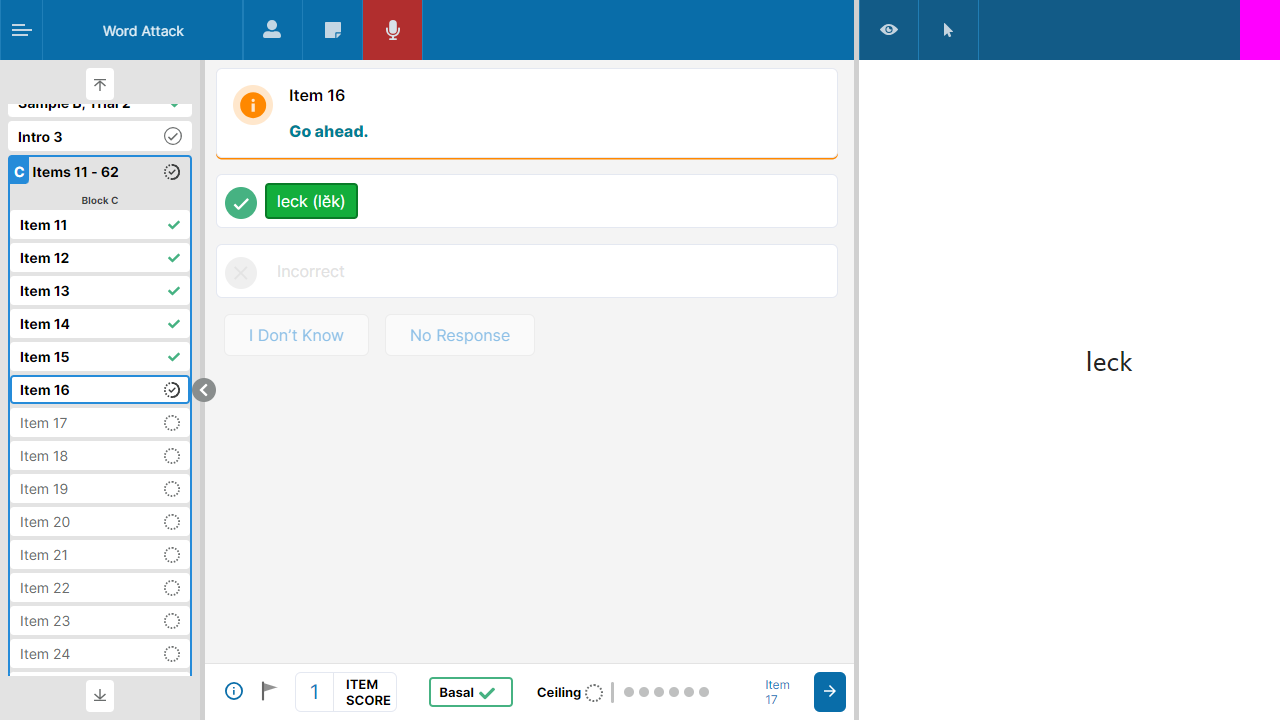 Word Attack
Sample B, Trial 2
Intro 3
C Items 11 - 62
Block C
Item 11
Item 12
Item 13
Item 14
Item 15
Item 16
Item 17
Item 18
Item 19
Item 20
Item 21
Item 22
Item 23
Item 24
Item 16
Go ahead.
leck (lĕk)
Incorrect
I Don't Know
No Response
1 ITEM
SCORE
Basal
Ceiling
Item
17
leck